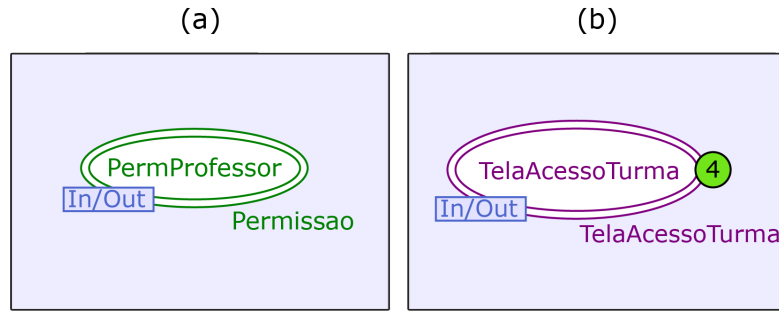 (a)
PermProfessor
In/Out
Permissao
(b)
TelaAcessoTurma
4
In/Out
TelaAcessoTurma